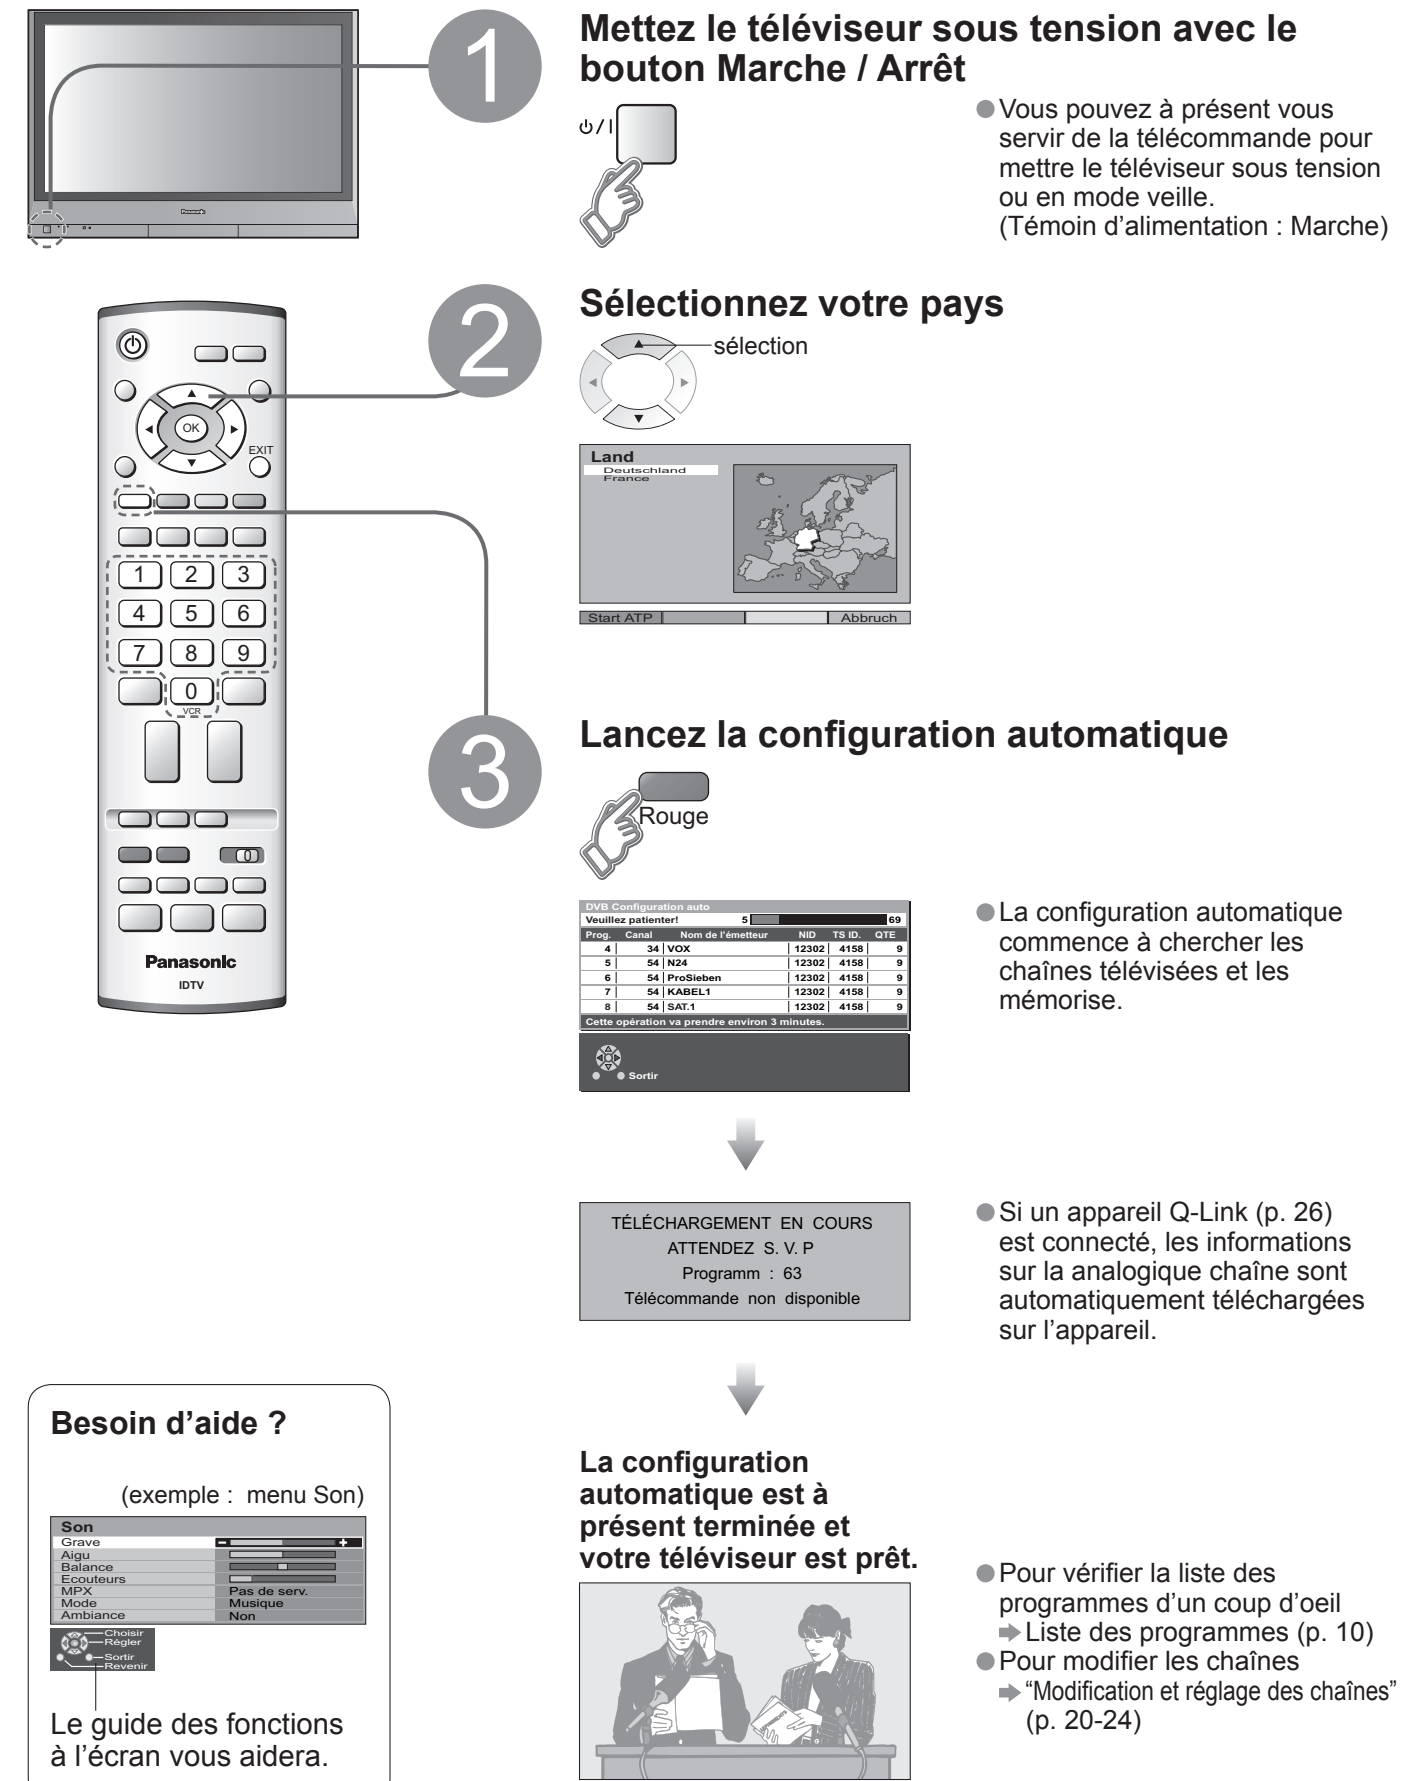 1
Mettez le téléviseur sous tension avec le
bouton Marche / Arrêt
Panasonic
⏻/I
● Vous pouvez à présent vous
servir de la télécommande pour
mettre le téléviseur sous tension
ou en mode veille.
(Témoin d'alimentation : Marche)
2
Sélectionnez votre pays
▲ sélection
◄ ►
▼
Land
Deutschland
France
Start ATP Abbruch
OK
EXIT
1 2 3
4 5 6
7 8 9
0
VCR
Panasonic
IDTV
3
Lancez la configuration automatique
Rouge
DVB Configuration auto
Veuillez patienter! 5 69
Prog. Canal Nom de l'émetteur NID TS ID. QTE
4 34 VOX 12302 4158 9
5 54 N24 12302 4158 9
6 54 ProSieben 12302 4158 9
7 54 KABEL1 12302 4158 9
8 54 SAT.1 12302 4158 9
Cette opération va prendre environ 3 minutes.
Sortir
● La configuration automatique
commence à chercher les
chaînes télévisées et les
mémorise.
TÉLÉCHARGEMENT EN COURS
ATTENDEZ S. V. P
Programm : 63
Télécommande non disponible
● Si un appareil Q-Link (p. 26)
est connecté, les informations
sur la analogique chaîne sont
automatiquement téléchargées
sur l'appareil.
La configuration
automatique est à
présent terminée et
votre téléviseur est prêt.
● Pour vérifier la liste des
programmes d'un coup d'oeil
➡ Liste des programmes (p. 10)
● Pour modifier les chaînes
➡ “Modification et réglage des chaînes”
(p. 20-24)
Besoin d'aide ?
(exemple : menu Son)
Son
Grave - +
Aigu
Balance
Ecouteurs
MPX Pas de serv.
Mode Musique
Ambiance Non
Choisir
Régler
Sortir
Revenir
Le guide des fonctions
à l'écran vous aidera.